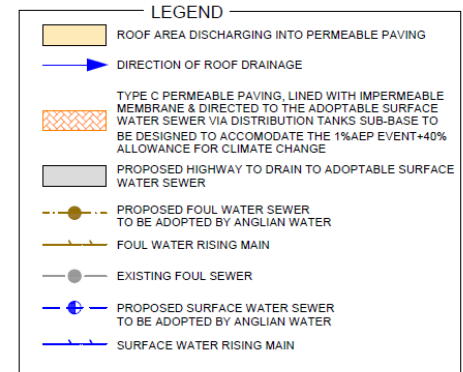 LEGEND
ROOF AREA DISCHARGING INTO PERMEABLE PAVING
DIRECTION OF ROOF DRAINAGE
TYPE C PERMEABLE PAVING, LINED WITH IMPERMEABLE
MEMBRANE & DIRECTED TO THE ADOPTABLE SURFACE
WATER SEWER VIA DISTRIBUTION TANKS SUB-BASE TO
BE DESIGNED TO ACCOMODATE THE 1%AEP EVENT+40%
ALLOWANCE FOR CLIMATE CHANGE
PROPOSED HIGHWAY TO DRAIN TO ADOPTABLE SURFACE
WATER SEWER
PROPOSED FOUL WATER SEWER
TO BE ADOPTED BY ANGLIAN WATER
FOUL WATER RISING MAIN
EXISTING FOUL SEWER
PROPOSED SURFACE WATER SEWER
TO BE ADOPTED BY ANGLIAN WATER
SURFACE WATER RISING MAIN